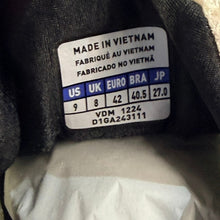 MADE IN VIETNAM
FABRIQUÉ AU VIETNAM
FABRICADO NO VIETNÃ
US UK EURO BRA JP
9 8 42 40.5 27.0
VDM 1224
D1GA243111